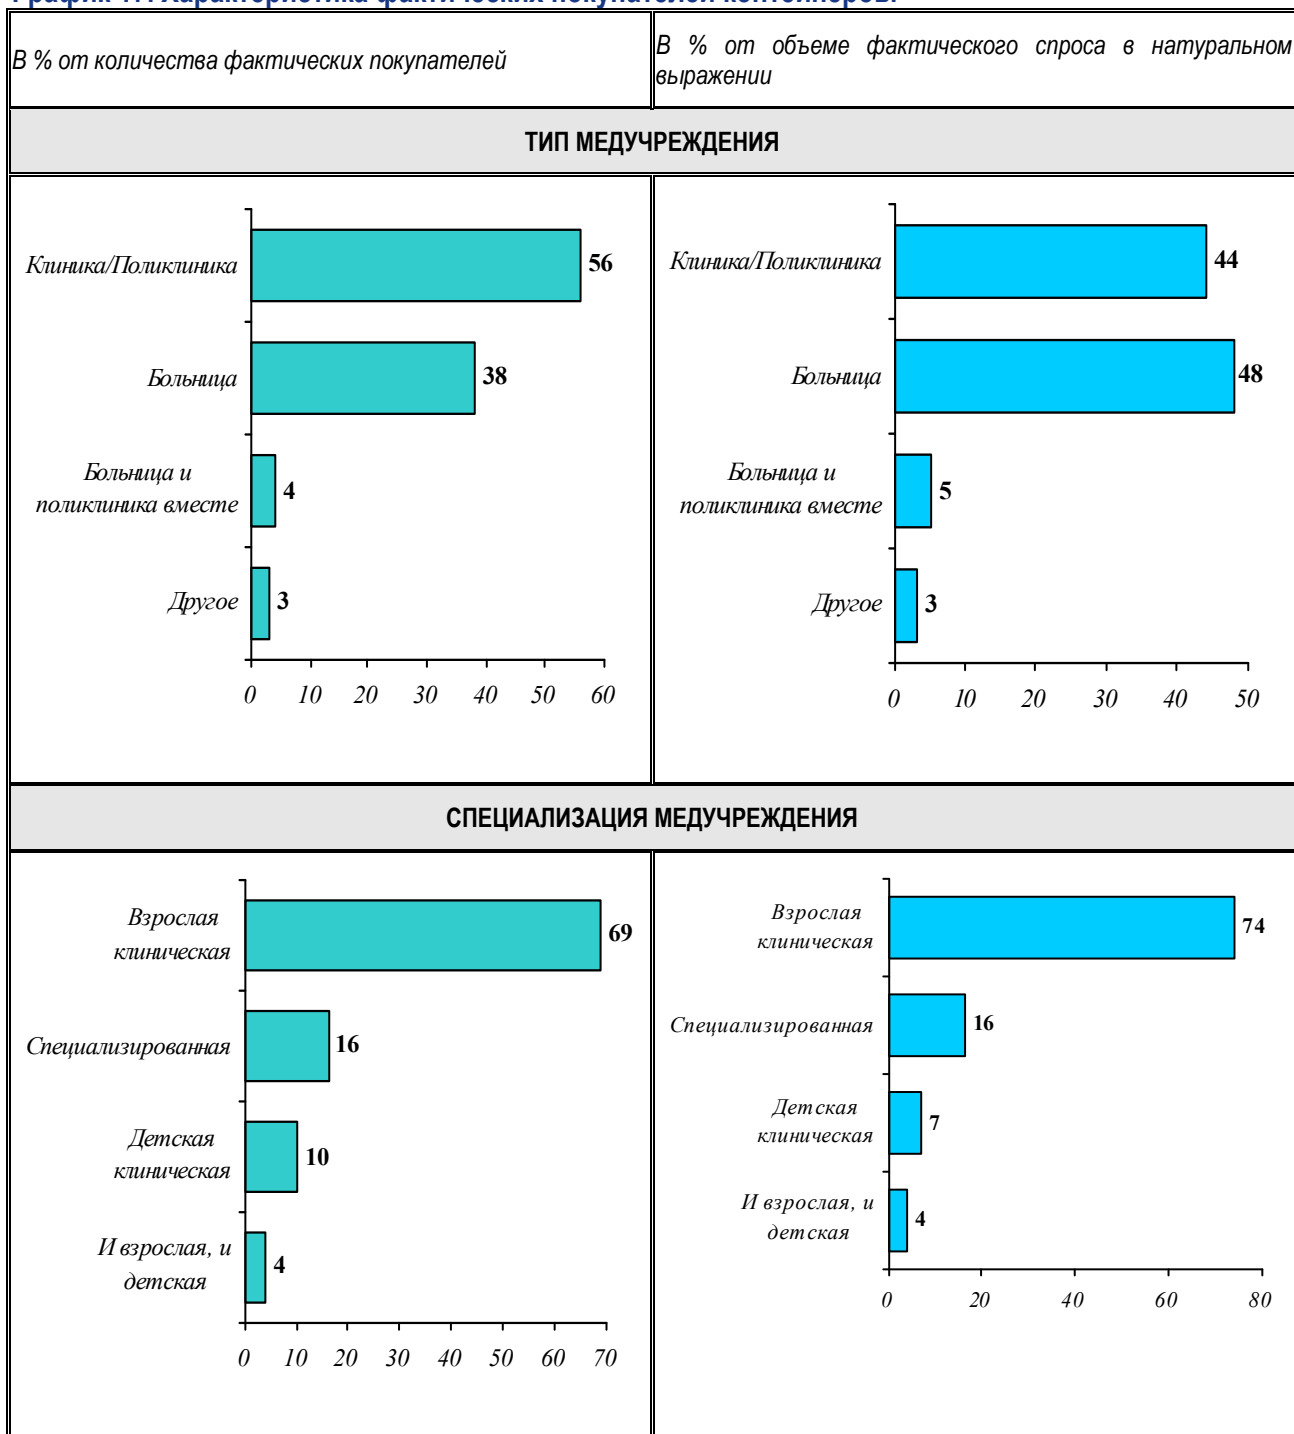 В % от количества фактических покупателей
В % от объеме фактического спроса в натуральном
выражении
ТИП МЕДУЧРЕЖДЕНИЯ
Клиника/Поликлиника
56
Больница
38
Больница и
поликлиника вместе
4
Другое
3
0 10 20 30 40 50 60
Клиника/Поликлиника
44
Больница
48
Больница и
поликлиника вместе
5
Другое
3
0 10 20 30 40 50
СПЕЦИАЛИЗАЦИЯ МЕДУЧРЕЖДЕНИЯ
Взрослая
клиническая
69
Специализированная
16
Детская
клиническая
10
И взрослая, и
детская
4
0 10 20 30 40 50 60 70
Взрослая
клиническая
74
Специализированная
16
Детская
клиническая
7
И взрослая, и
детская
4
0 20 40 60 80